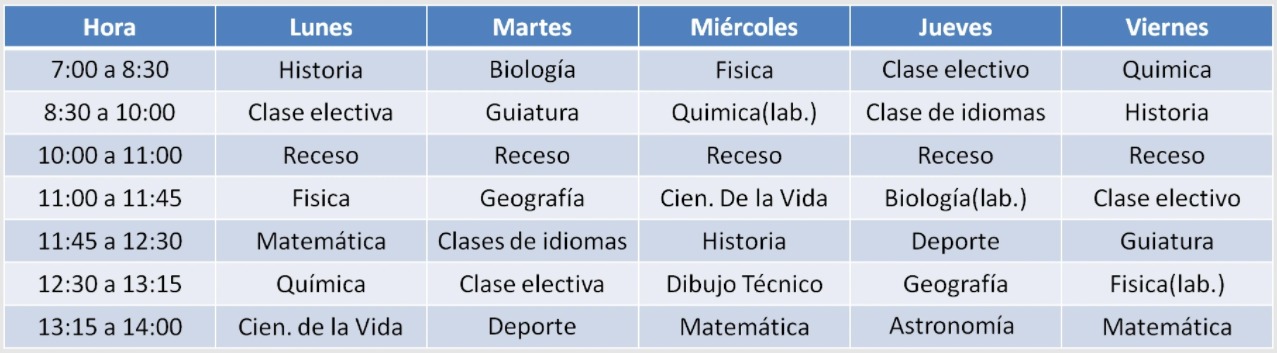 Hora Lunes Martes Miércoles Jueves Viernes
7:00 a 8:30 Historia Biología Fisica Clase electivo Quimica
8:30 a 10:00 Clase electiva Guiatura Quimica(lab.) Clase de idiomas Historia
10:00 a 11:00 Receso Receso Receso Receso Receso
11:00 a 11:45 Fisica Geografía Cien. De la Vida Biología(lab.) Clase electivo
11:45 a 12:30 Matemática Clases de idiomas Historia Deporte Guiatura
12:30 a 13:15 Química Clase electiva Dibujo Técnico Geografía Fisica(lab.)
13:15 a 14:00 Cien. de la Vida Deporte Matemática Astronomía Matemática